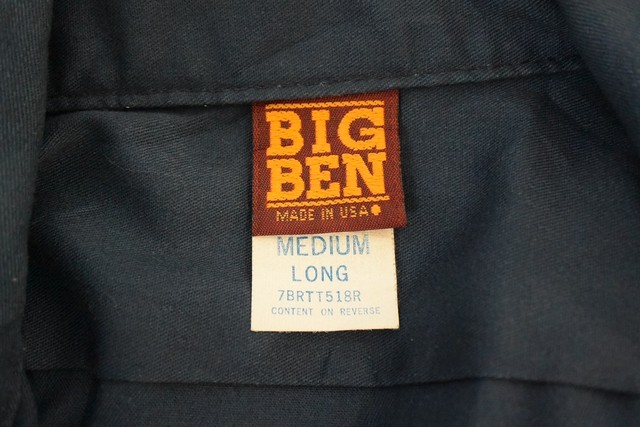 BIG
BEN
MADE IN USA
MEDIUM
LONG
7BRTT518R
CONTENT ON REVERSE